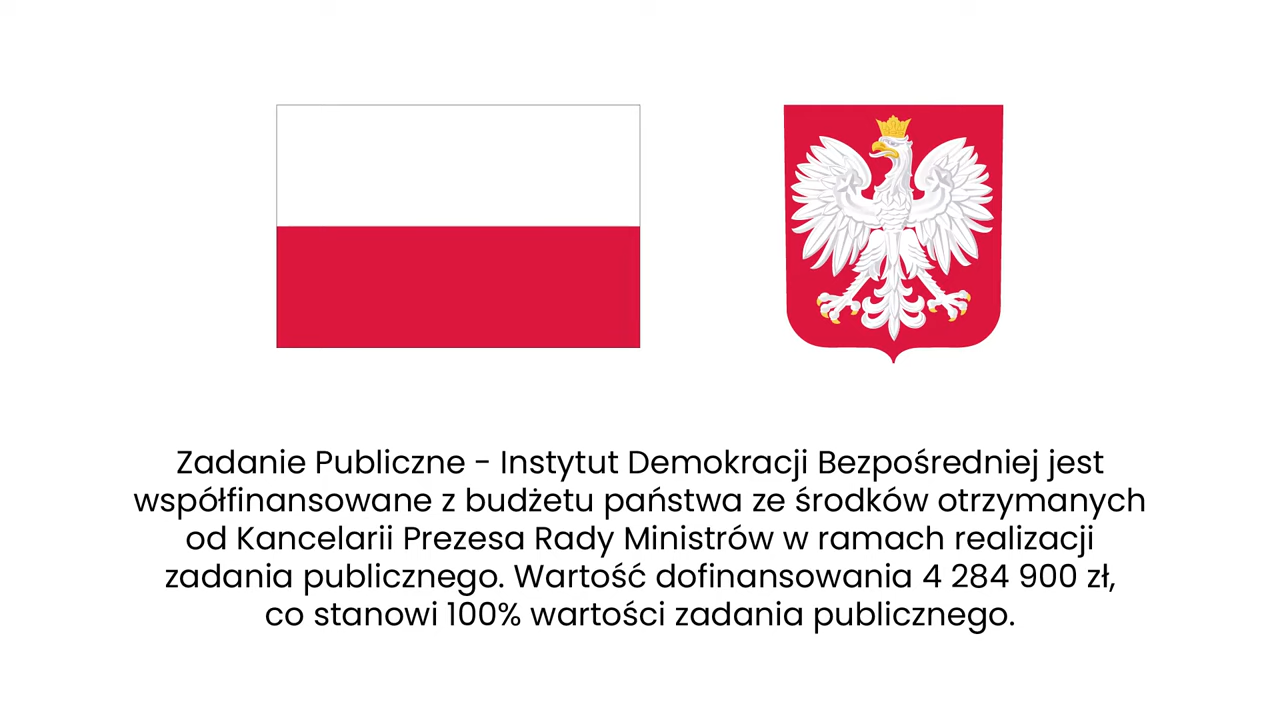 Zadanie Publiczne - Instytut Demokracji Bezpośredniej jest
współfinansowane z budżetu państwa ze środków otrzymanych
od Kancelarii Prezesa Rady Ministrów w ramach realizacji
zadania publicznego. Wartość dofinansowania 4 284 900 zł,
co stanowi 100% wartości zadania publicznego.